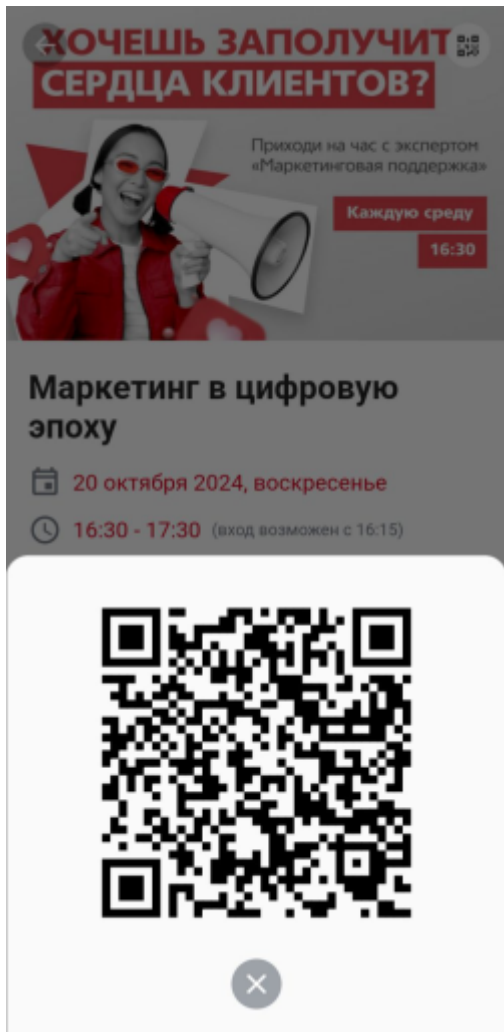 ХОЧЕШЬ ЗАПОЛУЧИТ
СЕРДЦА КЛИЕНТОВ?
Приходи на час с экспертом
«Маркетинговая поддержка»
Каждую среду
16:30
Маркетинг в цифровую
эпоху
20 октября 2024, воскресенье
16:30 - 17:30 (вход возможен с 16:15)